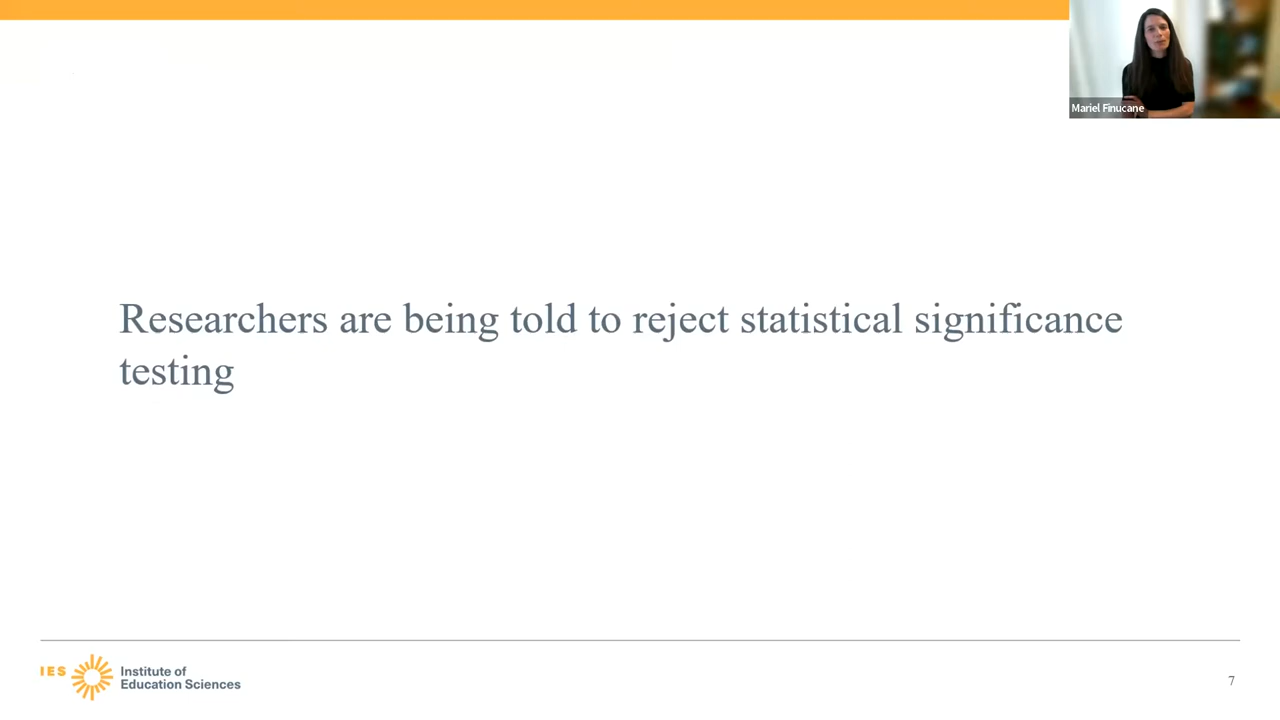 Mariel Finucane
Researchers are being told to reject statistical significance
testing
IES
Institute of
Education Sciences
7